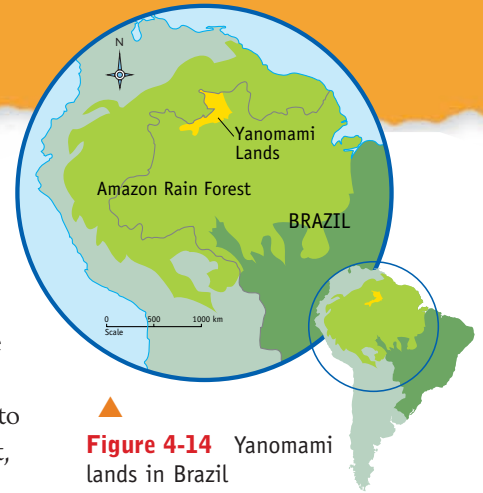 N
Yanomami
Lands
Amazon Rain Forest
BRAZIL
0 500 1000 km
Scale
to
Figure 4-14 Yanomami
lands in Brazil